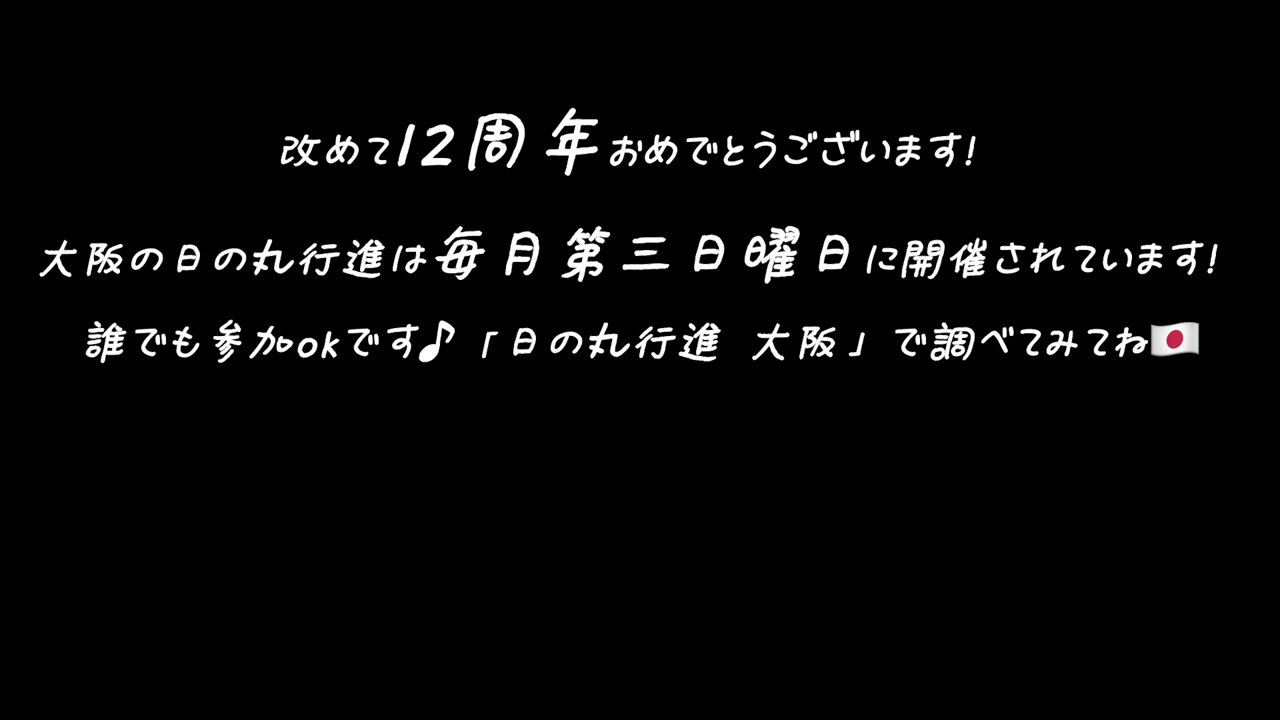 改めて12周年おめでとうございます!
大阪の日の丸行進は毎月第三日曜日に開催されています!
誰でも参加okです♪「日の丸行進 大阪」で調べてみてね🇯🇵